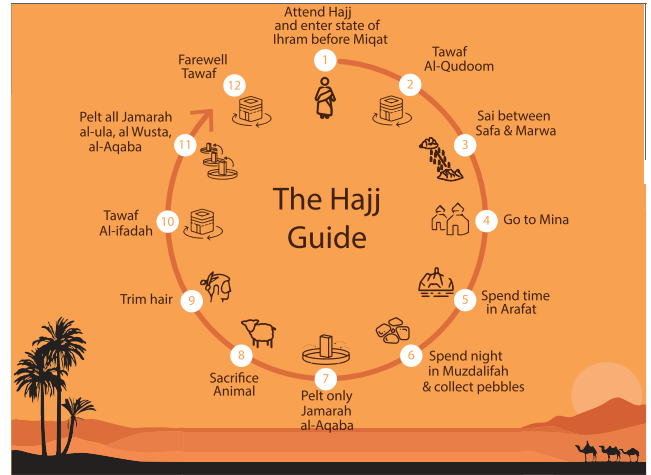 The Hajj
Guide
1
Attend Hajj
and enter state of
Ihram before Miqat
2
Tawaf
Al-Qudoom
3
Sai between
Safa & Marwa
4
Go to Mina
5
Spend time
in Arafat
6
Spend night
in Muzdalifah
& collect pebbles
7
Pelt only
Jamarah
al-Aqaba
8
Sacrifice
Animal
9
Trim hair
10
Tawaf
Al-ifadah
11
Pelt all Jamarah
al-ula, al Wusta,
al-Aqaba
12
Farewell
Tawaf